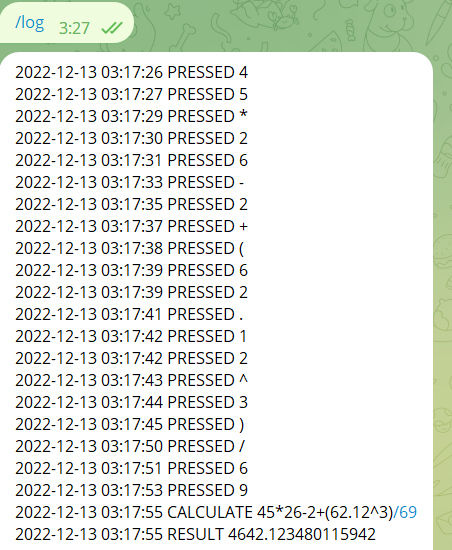 /log
3:27
2022-12-13 03:17:26 PRESSED 4
2022-12-13 03:17:27 PRESSED 5
2022-12-13 03:17:29 PRESSED *
2022-12-13 03:17:30 PRESSED 2
2022-12-13 03:17:31 PRESSED 6
2022-12-13 03:17:33 PRESSED -
2022-12-13 03:17:35 PRESSED 2
2022-12-13 03:17:37 PRESSED +
2022-12-13 03:17:38 PRESSED (
2022-12-13 03:17:39 PRESSED 6
2022-12-13 03:17:39 PRESSED 2
2022-12-13 03:17:41 PRESSED .
2022-12-13 03:17:42 PRESSED 1
2022-12-13 03:17:42 PRESSED 2
2022-12-13 03:17:43 PRESSED ^
2022-12-13 03:17:44 PRESSED 3
2022-12-13 03:17:45 PRESSED )
2022-12-13 03:17:50 PRESSED /
2022-12-13 03:17:51 PRESSED 6
2022-12-13 03:17:53 PRESSED 9
2022-12-13 03:17:55 CALCULATE 45*26-2+(62.12^3)/69
2022-12-13 03:17:55 RESULT 4642.123480115942